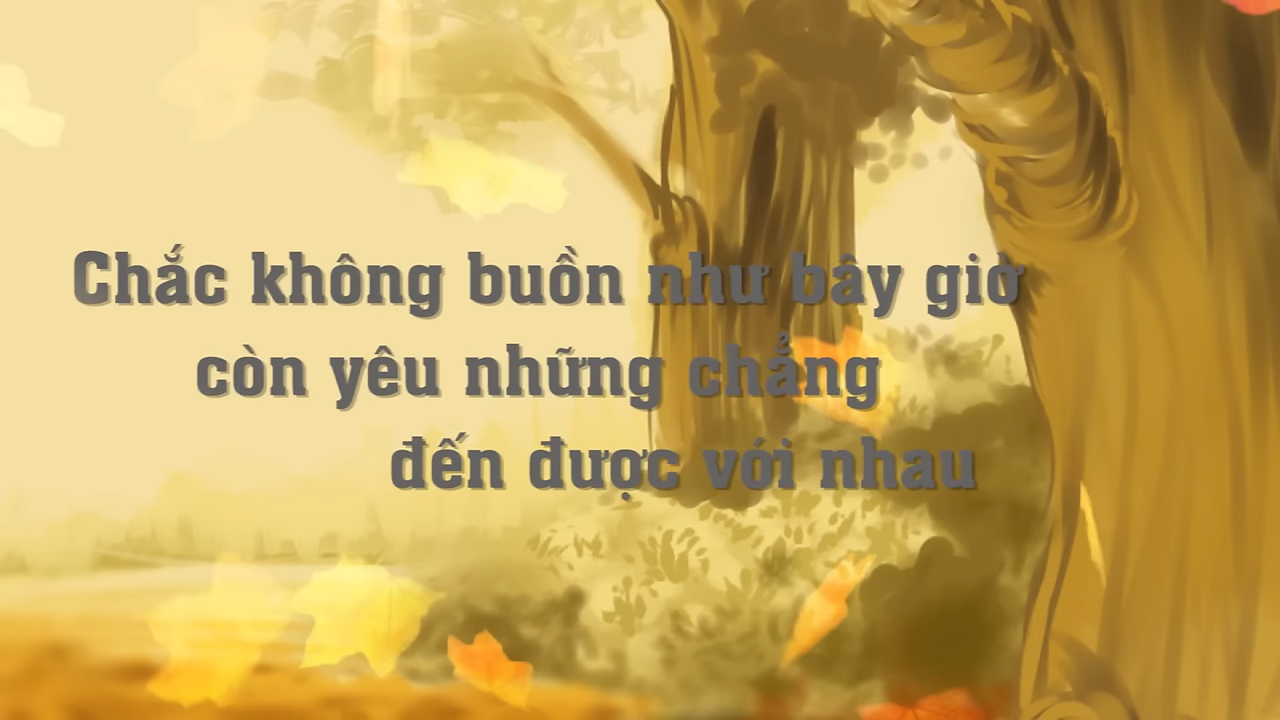 Chắc không buồn như bây giờ
còn yêu những chẳng
đến được với nhau